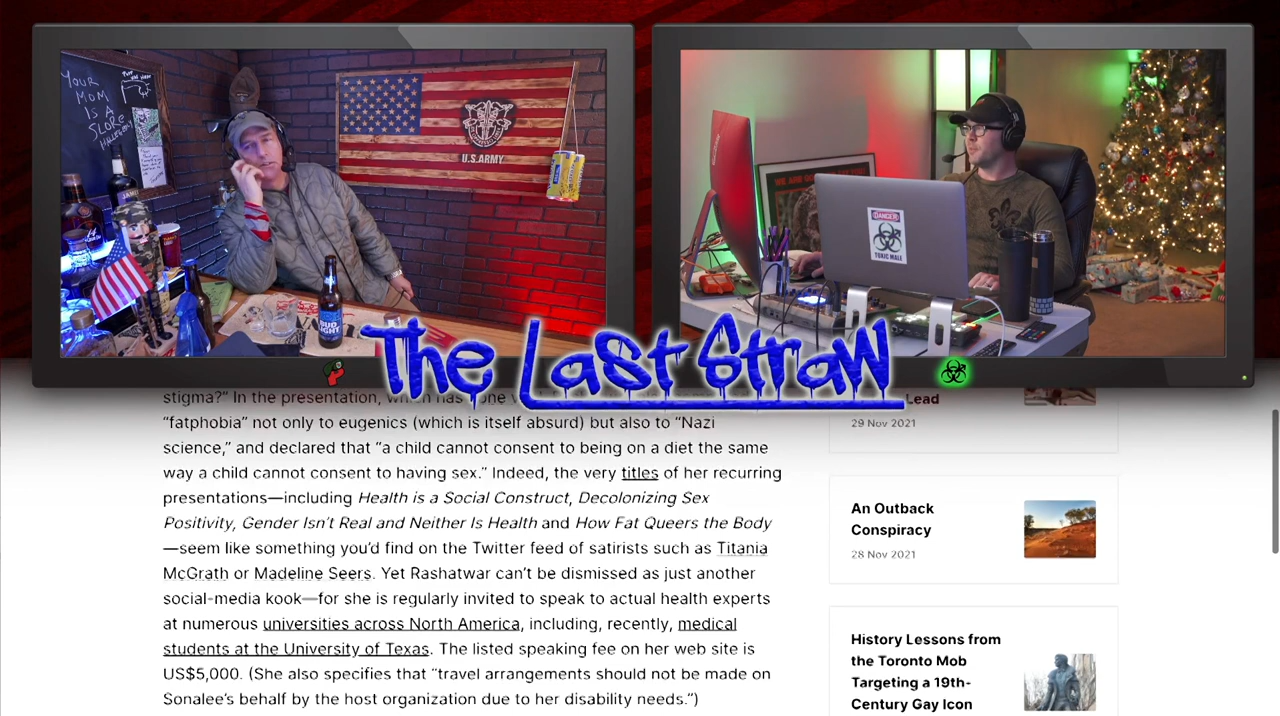 YOUR
MOM
IS A
U.S.ARMY
DANGER
TOXIC MALE
BUD
LIGHT
The Last Straw
“fatphobia” not only to eugenics (which is itself absurd) but also to “Nazi
science,” and declared that “a child cannot consent to being on a diet the same
way a child cannot consent to having sex.” Indeed, the very titles of her recurring
presentations—including Health is a Social Construct, Decolonizing Sex
Positivity, Gender Isn’t Real and Neither Is Health and How Fat Queers the Body
—seem like something you’d find on the Twitter feed of satirists such as Titania
McGrath or Madeline Seers. Yet Rashatwar can’t be dismissed as just another
social-media kook—for she is regularly invited to speak to actual health experts
at numerous universities across North America, including, recently, medical
students at the University of Texas. The listed speaking fee on her web site is
US$5,000. (She also specifies that “travel arrangements should not be made on
Sonalee’s behalf by the host organization due to her disability needs.”)
stigma?” In the presentation,
Lead
29 Nov 2021
An Outback
Conspiracy
28 Nov 2021
History Lessons from
the Toronto Mob
Targeting a 19th-
Century Gay Icon